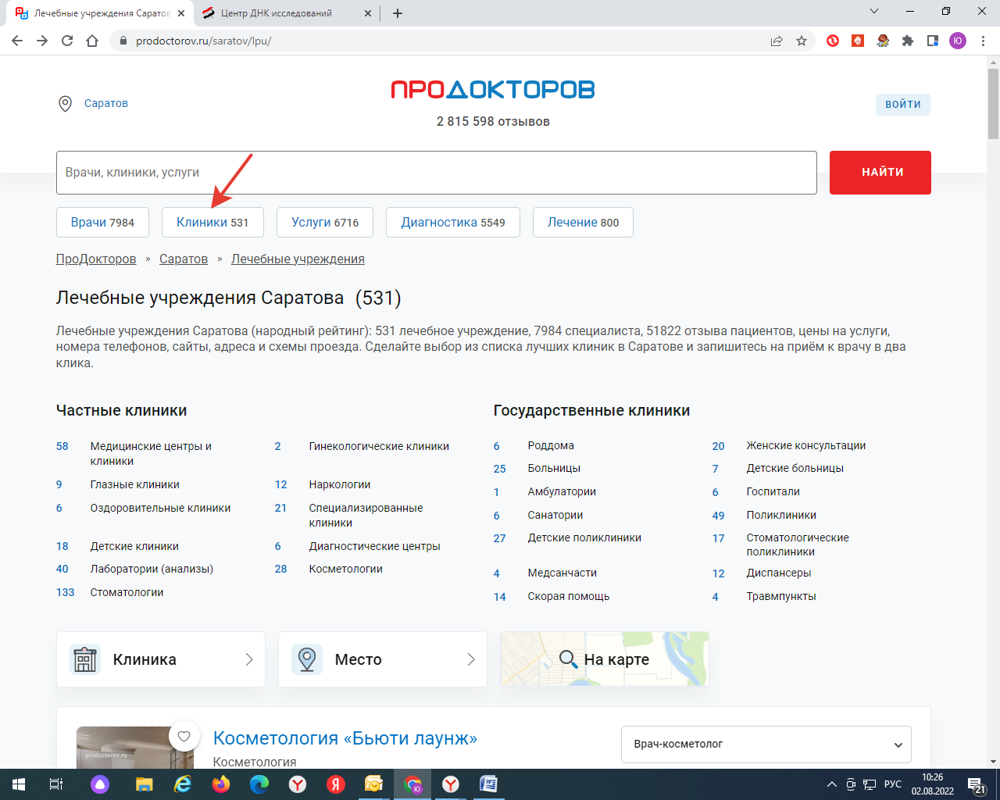 Лечебные учреждения Сарато
Центр ДНК исследований
prodoctorov.ru/saratov/lpu/
Ю
ПРОДОКТОРОВ
Саратов
ВОЙТИ
2 815 598 отзывов
Врачи, клиники, услуги
НАЙТИ
Врачи 7984
Клиники 531
Услуги 6716
Диагностика 5549
Лечение 800
ПроДокторов » Саратов » Лечебные учреждения
Лечебные учреждения Саратова (531)
Лечебные учреждения Саратова (народный рейтинг): 531 лечебное учреждение, 7984 специалиста, 51822 отзыва пациентов, цены на услуги,
номера телефонов, сайты, адреса и схемы проезда. Сделайте выбор из списка лучших клиник в Саратове и запишитесь на приём к врачу в два
клика.
Частные клиники
58 Медицинские центры и
клиники
2 Гинекологические клиники
9 Глазные клиники
12 Наркологии
6 Оздоровительные клиники
21 Специализированные
клиники
18 Детские клиники
6 Диагностические центры
40 Лаборатории (анализы)
28 Косметологии
133 Стоматологии
Государственные клиники
6 Роддома
20 Женские консультации
25 Больницы
7 Детские больницы
1 Амбулатории
6 Госпитали
6 Санатории
49 Поликлиники
27 Детские поликлиники
17 Стоматологические
поликлиники
4 Медсанчасти
12 Диспансеры
14 Скорая помощь
4 Травмпункты
Клиника
Место
На карте
prodoctorov.ru
Косметология «Бьюти лаунж»
Косметология
Врач-косметолог
РУС
10:26
02.08.2022
21